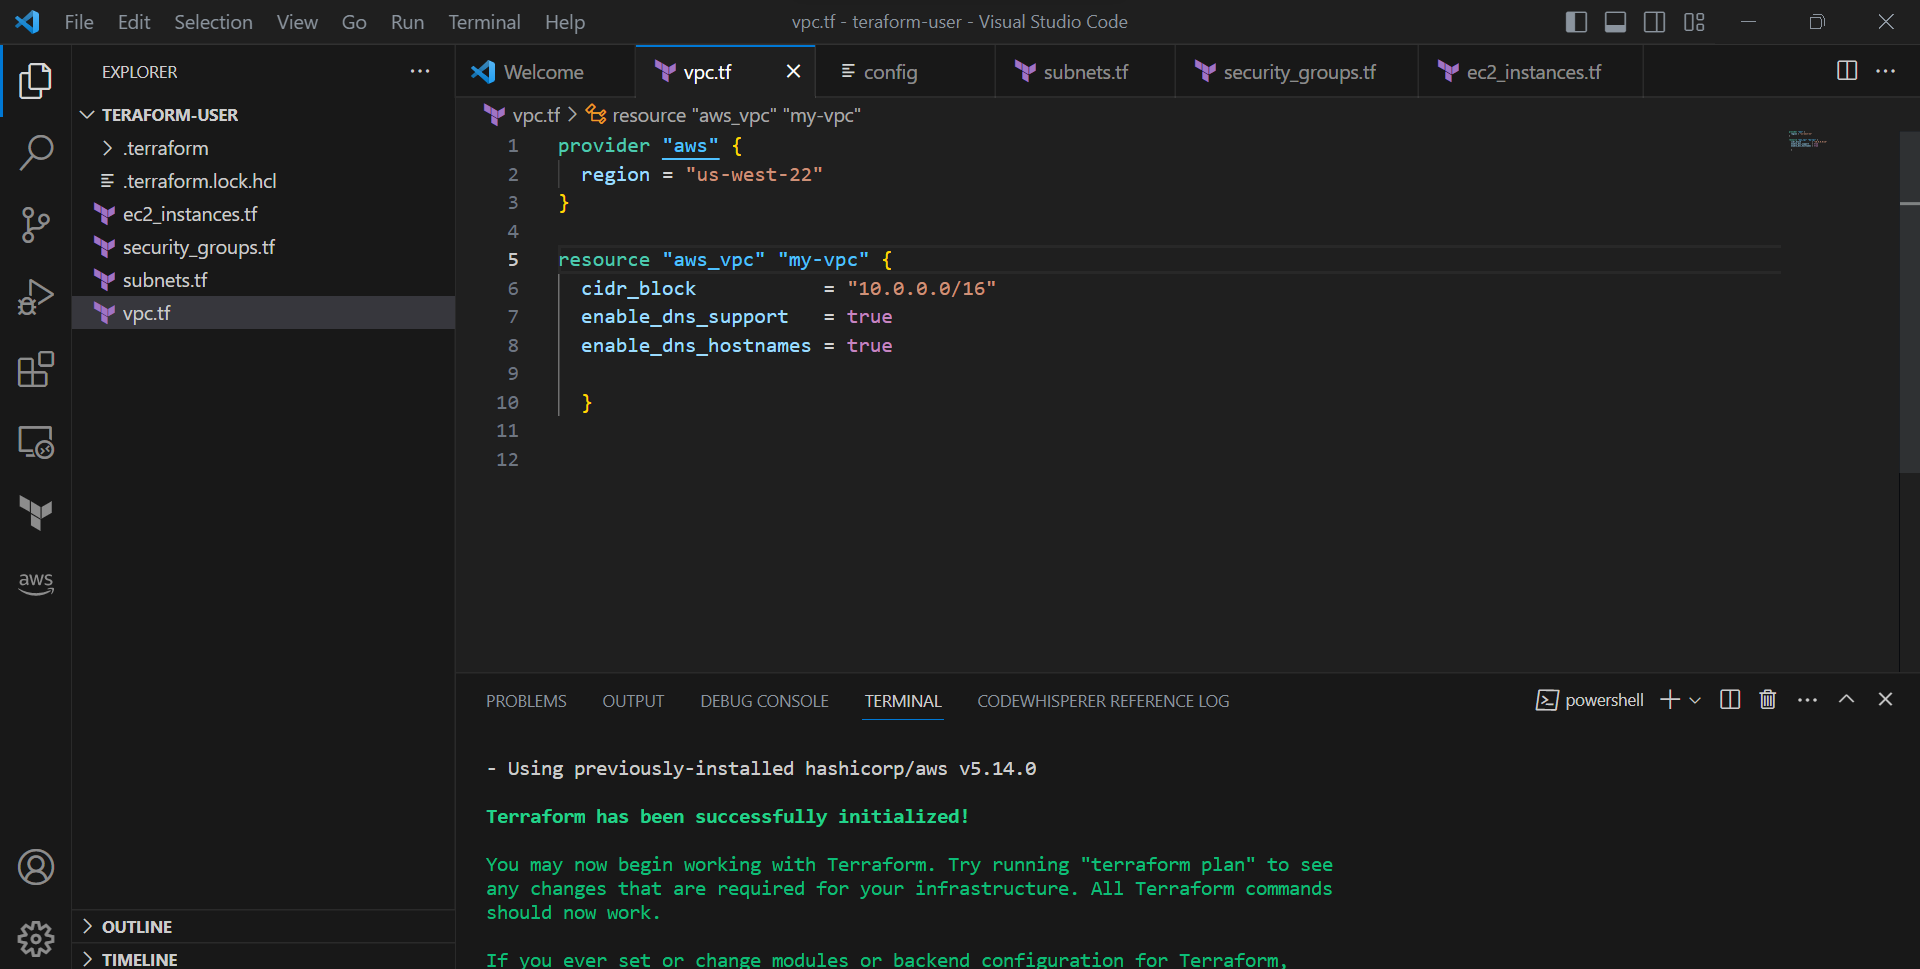 File Edit Selection View Go Run Terminal Help
vpc.tf - teraform-user - Visual Studio Code
EXPLORER
TERAFORM-USER
.terraform
.terraform.lock.hcl
ec2_instances.tf
security_groups.tf
subnets.tf
vpc.tf
OUTLINE
TIMELINE
aws
Welcome vpc.tf config subnets.tf security_groups.tf ec2_instances.tf
vpc.tf > resource "aws_vpc" "my-vpc"
1 provider "aws" {
2 region = "us-west-22"
3 }
4
5 resource "aws_vpc" "my-vpc" {
6 cidr_block = "10.0.0.0/16"
7 enable_dns_support = true
8 enable_dns_hostnames = true
9
10 }
11
12
PROBLEMS OUTPUT DEBUG CONSOLE TERMINAL CODEWHISPERER REFERENCE LOG
powershell
- Using previously-installed hashicorp/aws v5.14.0
Terraform has been successfully initialized!
You may now begin working with Terraform. Try running "terraform plan" to see
any changes that are required for your infrastructure. All Terraform commands
should now work.
If you ever set or change modules or backend configuration for Terraform,